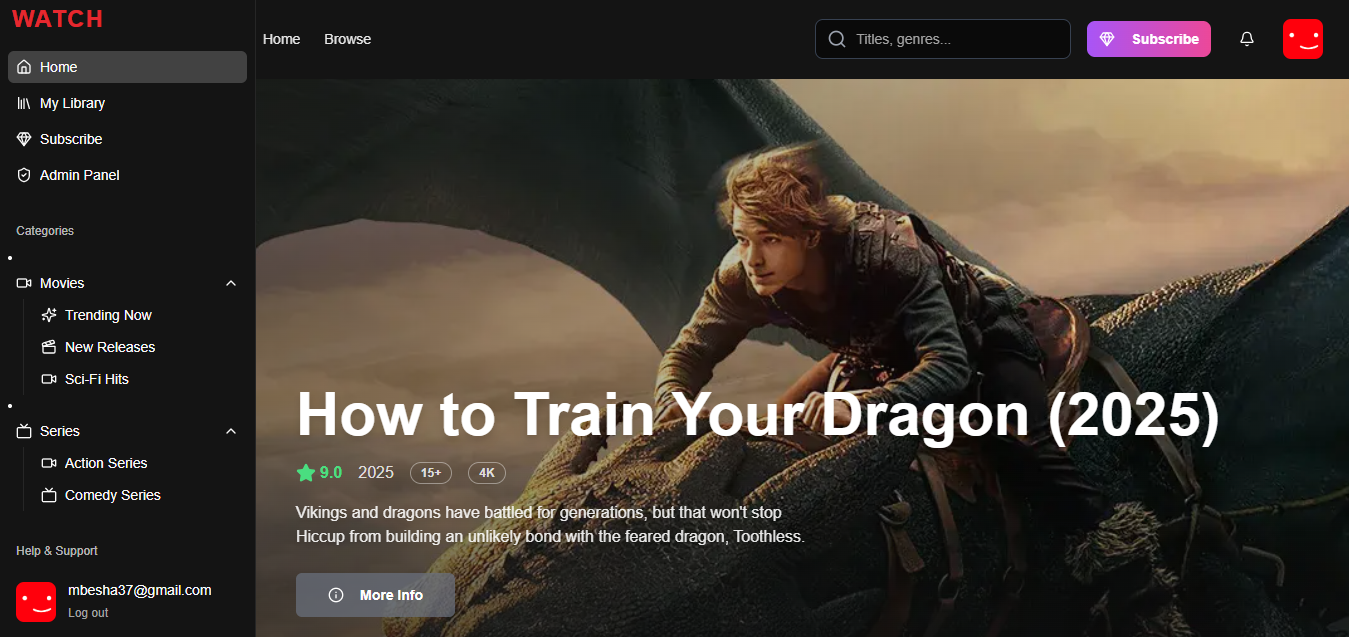 WATCH
Home
My Library
Subscribe
Admin Panel
Categories
Movies
Trending Now
New Releases
Sci-Fi Hits
Series
Action Series
Comedy Series
Help & Support
mbesha37@gmail.com
Log out
Home Browse
Titles, genres...
Subscribe
How to Train Your Dragon (2025)
9.0 2025 15+ 4K
Vikings and dragons have battled for generations, but that won't stop
Hiccup from building an unlikely bond with the feared dragon, Toothless.
More Info